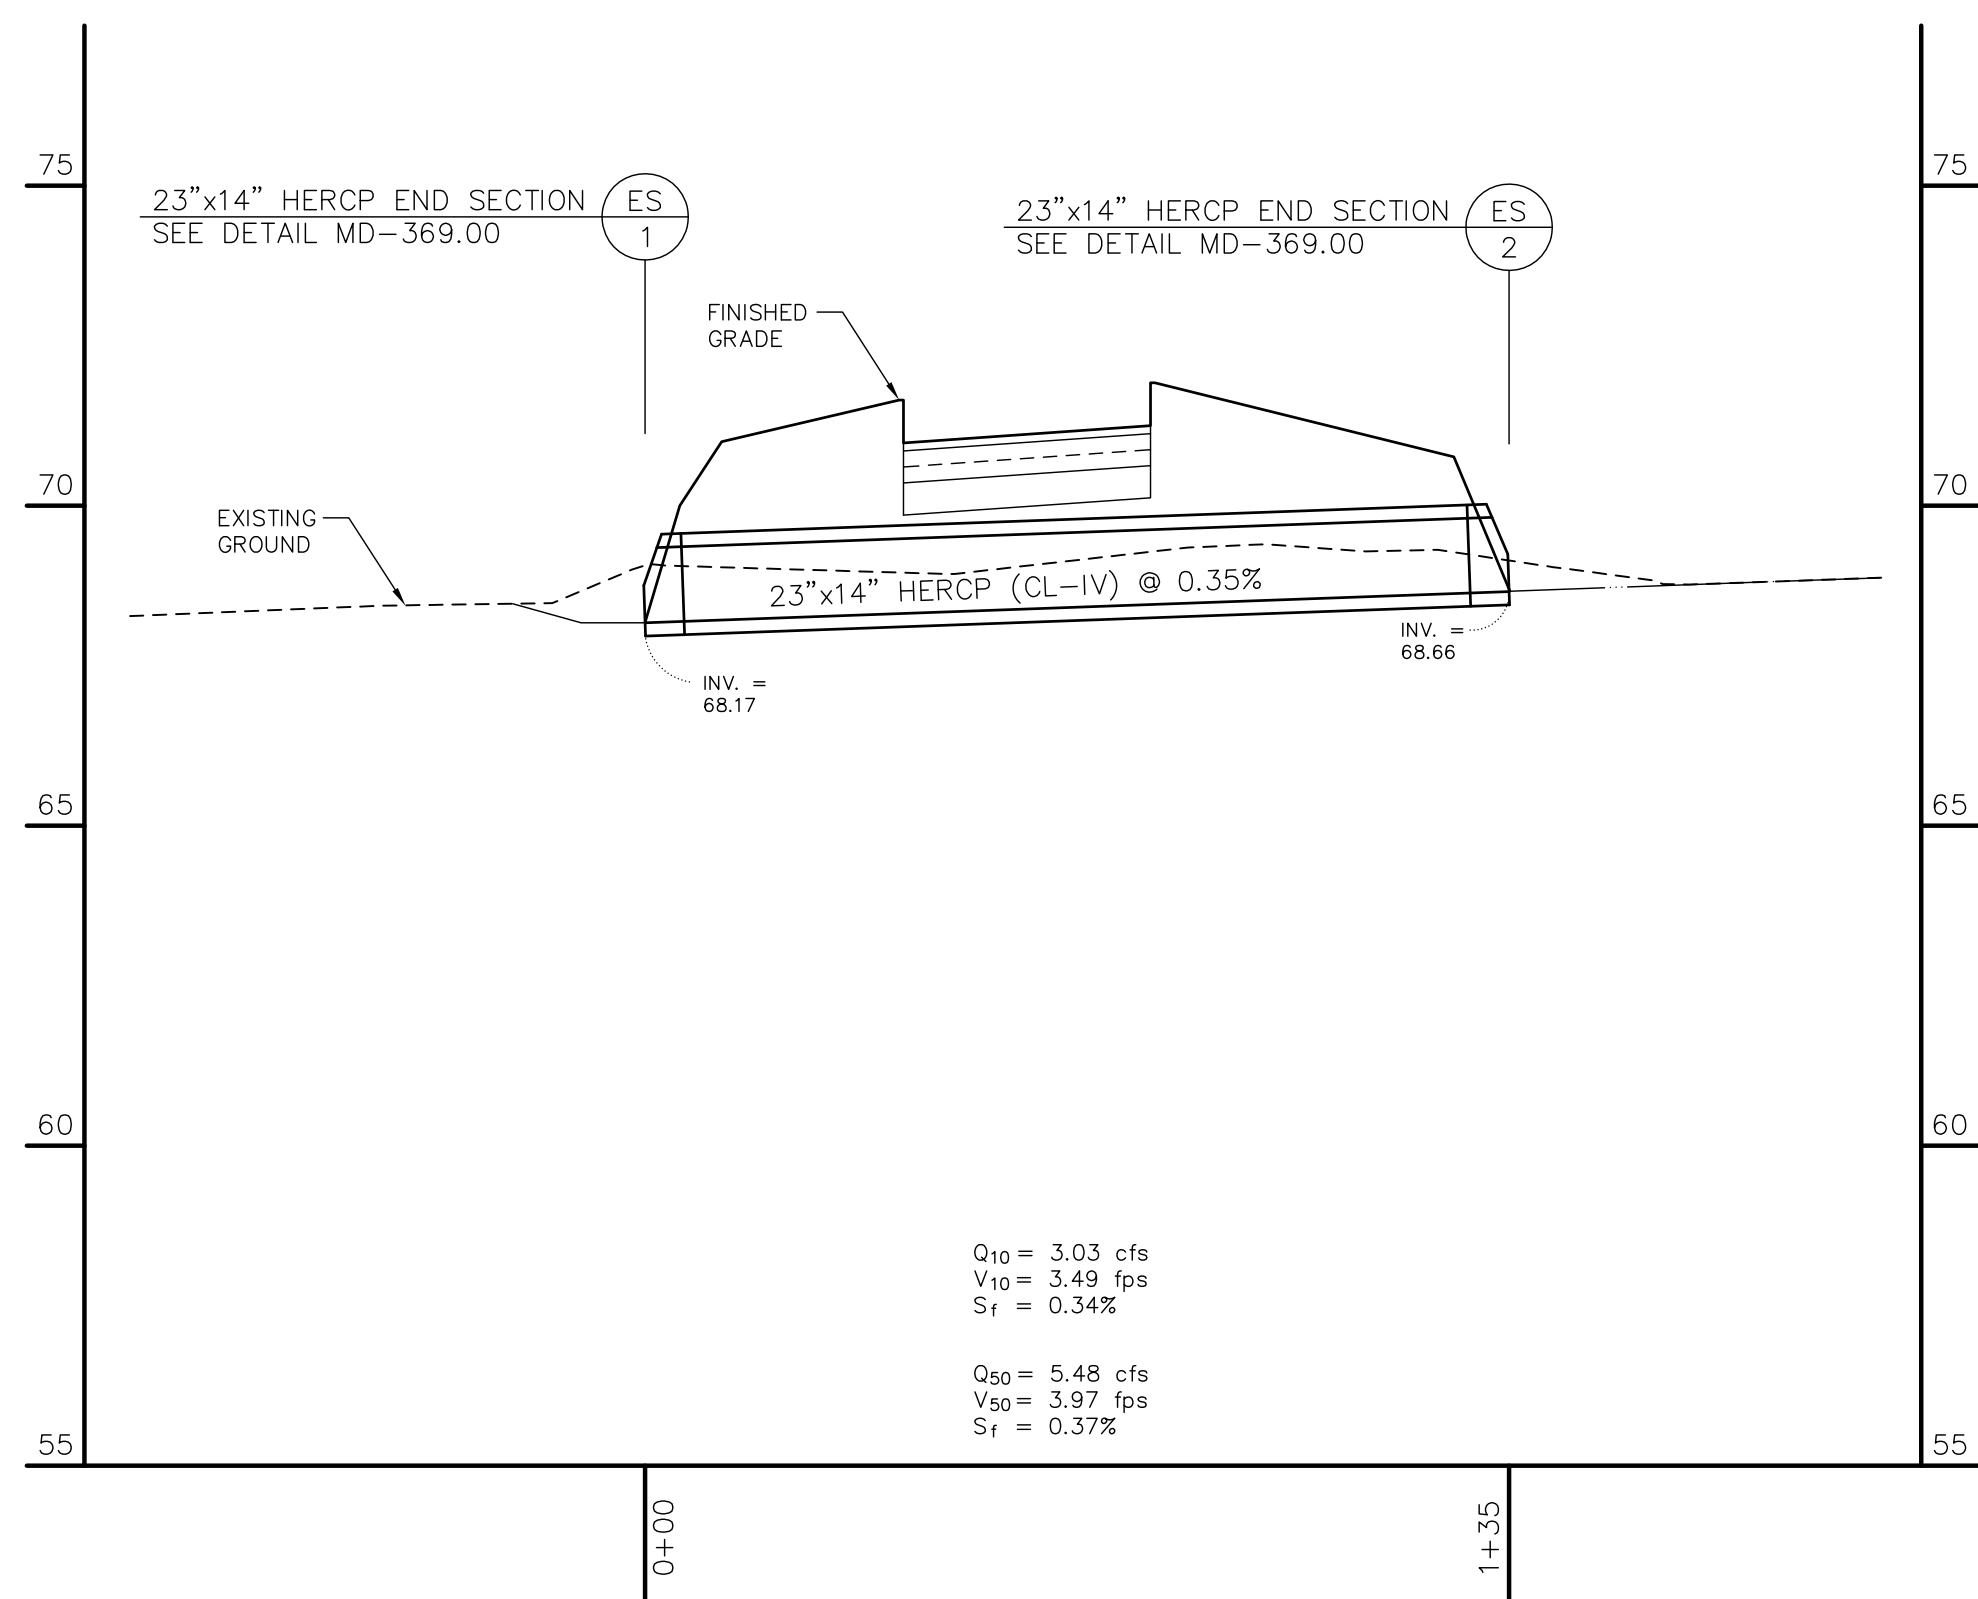 75
75
23”x14” HERCP END SECTION
SEE DETAIL MD-369.00
ES
1
23”x14” HERCP END SECTION
SEE DETAIL MD-369.00
ES
2
FINISHED
GRADE
70
70
EXISTING
GROUND
23”x14” HERCP (CL-IV) @ 0.35%
INV. =
68.66
INV. =
68.17
65
65
60
60
Q10 = 3.03 cfs
V10 = 3.49 fps
Sf = 0.34%
Q50 = 5.48 cfs
V50 = 3.97 fps
Sf = 0.37%
55
55
0+00
1+35